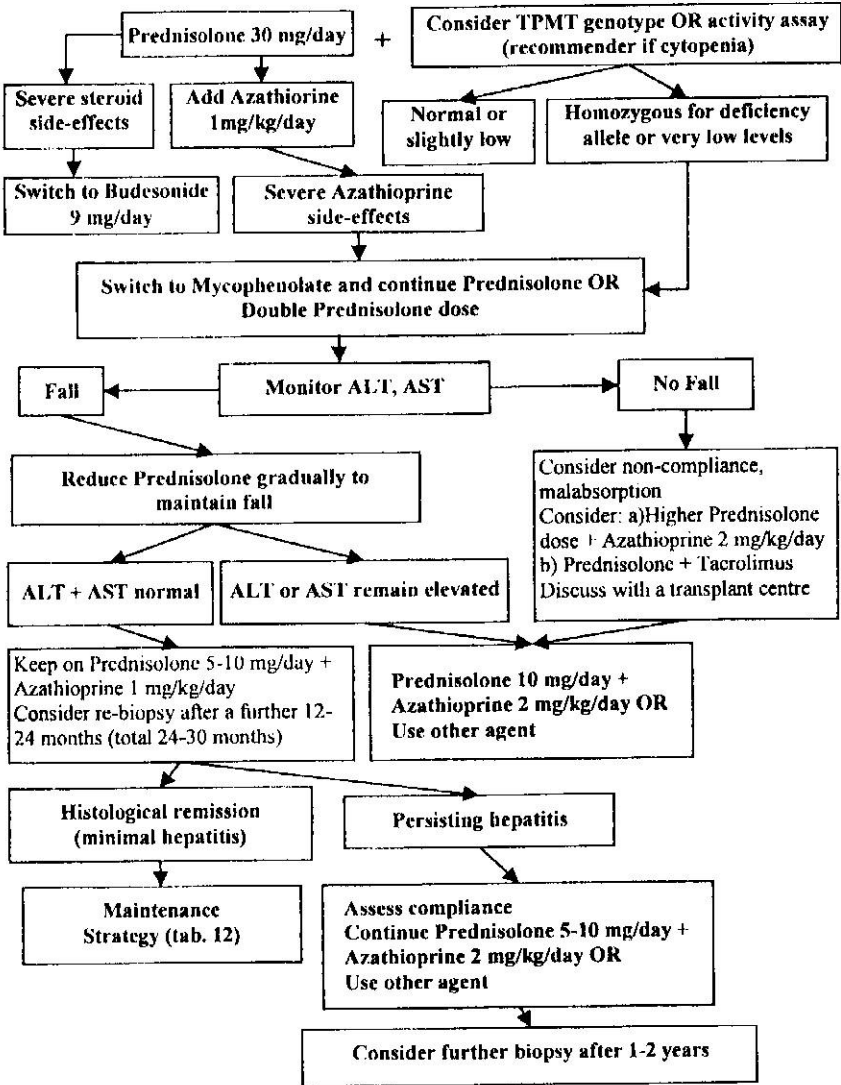 Prednisolone 30 mg/day
+
Consider TPMT genotype OR activity assay
(recommender if cytopenia)
Severe steroid
side-effects
Add Azathiorine
1mg/kg/day
Normal or
slightly low
Homozygous for deficiency
allele or very low levels
Switch to Budesonide
9 mg/day
Severe Azathioprine
side-effects
Switch to Mycophenolate and continue Prednisolone OR
Double Prednisolone dose
Fall
Monitor ALT, AST
No Fall
Reduce Prednisolone gradually to
maintain fall
Consider non-compliance,
malabsorption
Consider: a)Higher Prednisolone
dose + Azathioprine 2 mg/kg/day
b) Prednisolone + Tacrolimus
Discuss with a transplant centre
ALT + AST normal
ALT or AST remain elevated
Keep on Prednisolone 5-10 mg/day +
Azathioprine 1 mg/kg/day
Consider re-biopsy after a further 12-
24 months (total 24-30 months)
Prednisolone 10 mg/day +
Azathioprine 2 mg/kg/day OR
Use other agent
Histological remission
(minimal hepatitis)
Persisting hepatitis
Maintenance
Strategy (tab. 12)
Assess compliance
Continue Prednisolone 5-10 mg/day +
Azathioprine 2 mg/kg/day OR
Use other agent
Consider further biopsy after 1-2 years